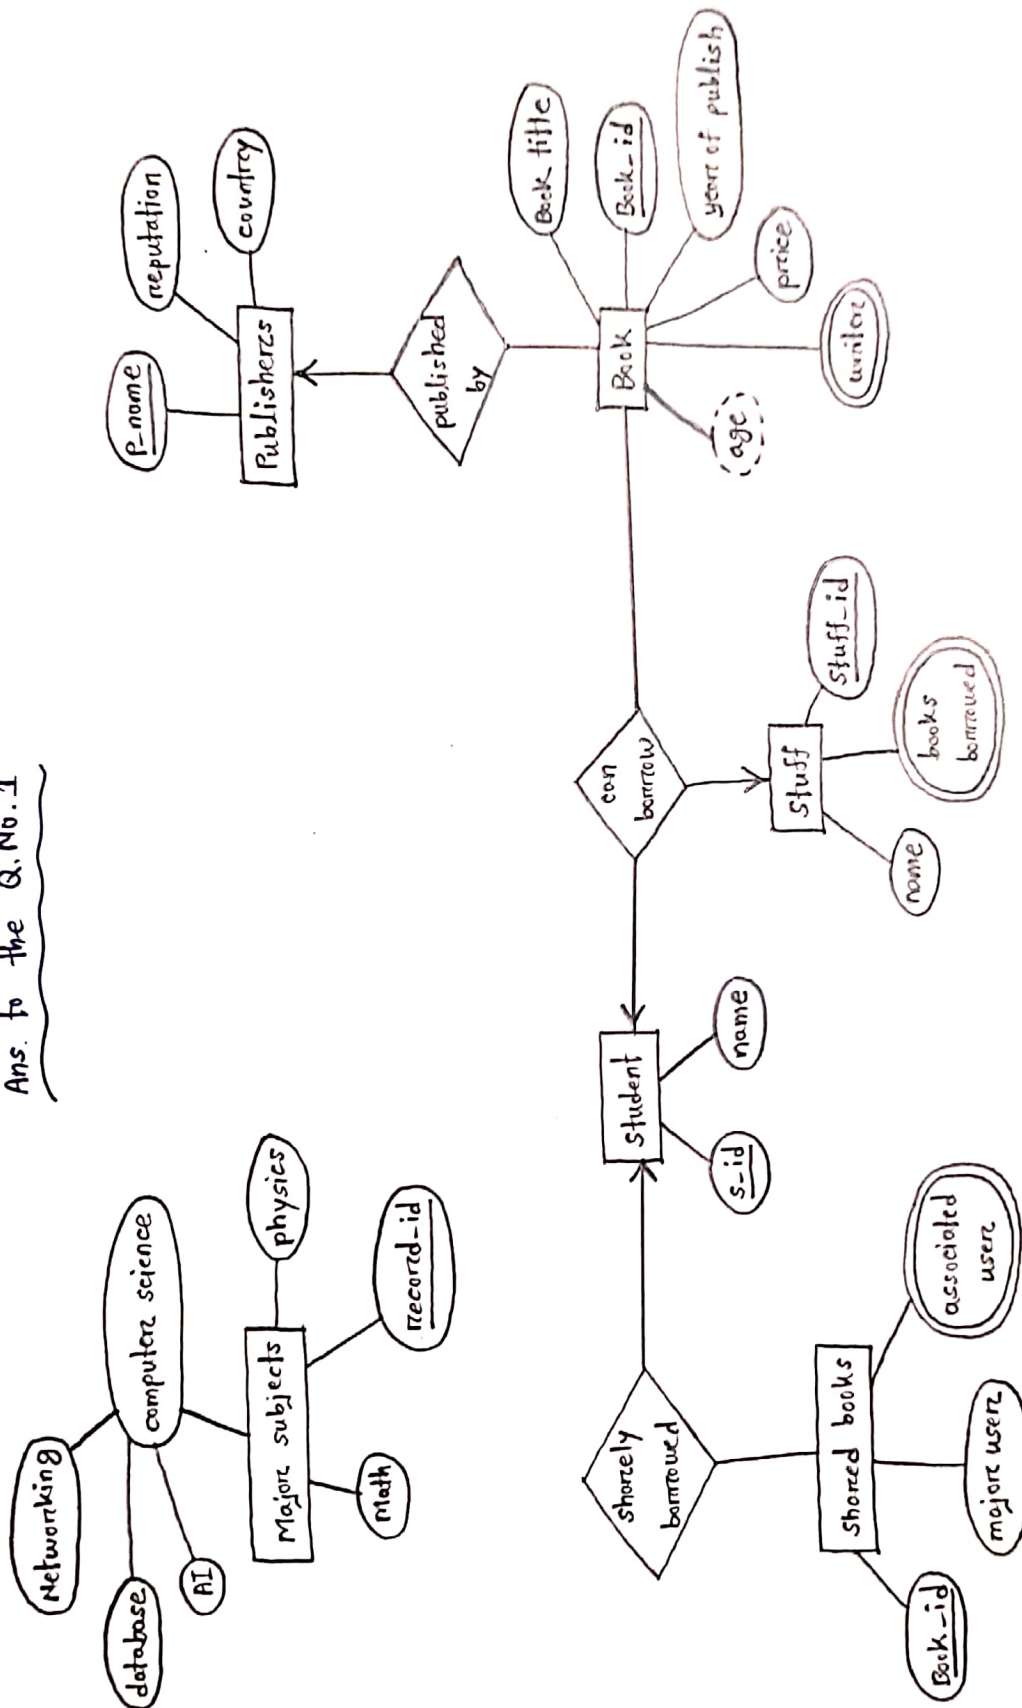 Ans. to the Q. No. 1
Networking
database
AI
computer science
physics
Major subjects
record_id
Math
P_name
reputation
country
Publishers
published
by
Book title
Book_id
year of publish
price
writer
age
Book
can
borrow
stuff
stuff_id
books
borrowed
name
student
name
s_id
sharely
borrowed
shared books
associated
user
major user
Book_id